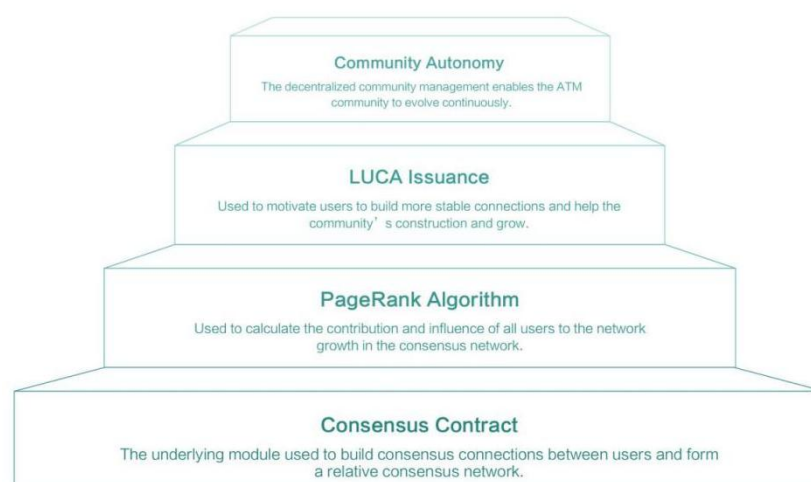 Community Autonomy
The decentralized community management enables the ATM
community to evolve continuously.
LUCA Issuance
Used to motivate users to build more stable connections and help the
community’s construction and grow.
PageRank Algorithm
Used to calculate the contribution and influence of all users to the network
growth in the consensus network.
Consensus Contract
The underlying module used to build consensus connections between users and form
a relative consensus network.